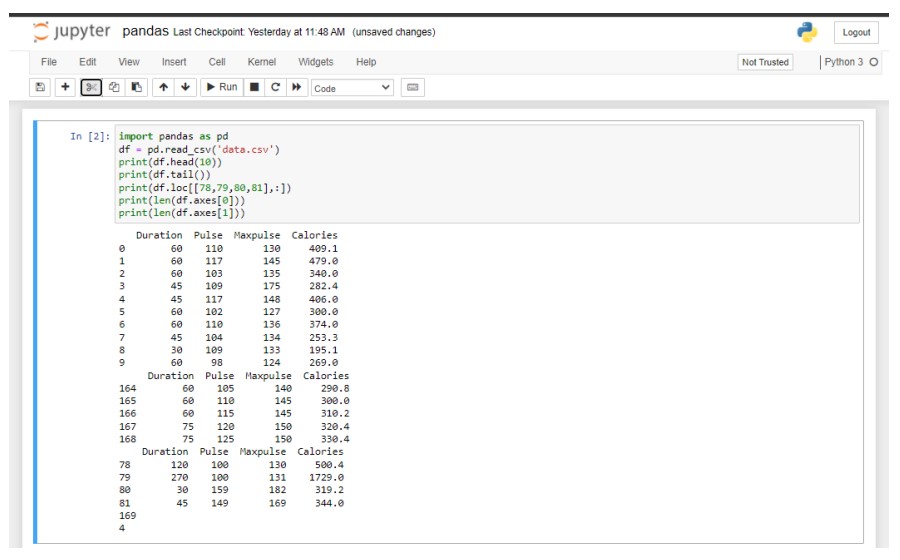 jupyter pandas Last Checkpoint: Yesterday at 11:48 AM (unsaved changes) Logout
File Edit View Insert Cell Kernel Widgets Help Not Trusted Python 3
Run Code
In [2]: import pandas as pd
df = pd.read_csv('data.csv')
print(df.head(10))
print(df.tail())
print(df.loc[[78,79,80,81],:])
print(len(df.axes[0]))
print(len(df.axes[1]))
Duration Pulse Maxpulse Calories
0 60 110 130 409.1
1 60 117 145 479.0
2 60 103 135 340.0
3 45 109 175 282.4
4 45 117 148 406.0
5 60 102 127 300.0
6 60 110 136 374.0
7 45 104 134 253.3
8 30 109 133 195.1
9 60 98 124 269.0
Duration Pulse Maxpulse Calories
164 60 105 140 290.8
165 60 110 145 300.0
166 60 115 145 310.2
167 75 120 150 320.4
168 75 125 150 330.4
Duration Pulse Maxpulse Calories
78 120 100 130 500.4
79 270 100 131 1729.0
80 30 159 182 319.2
81 45 149 169 344.0
169
4